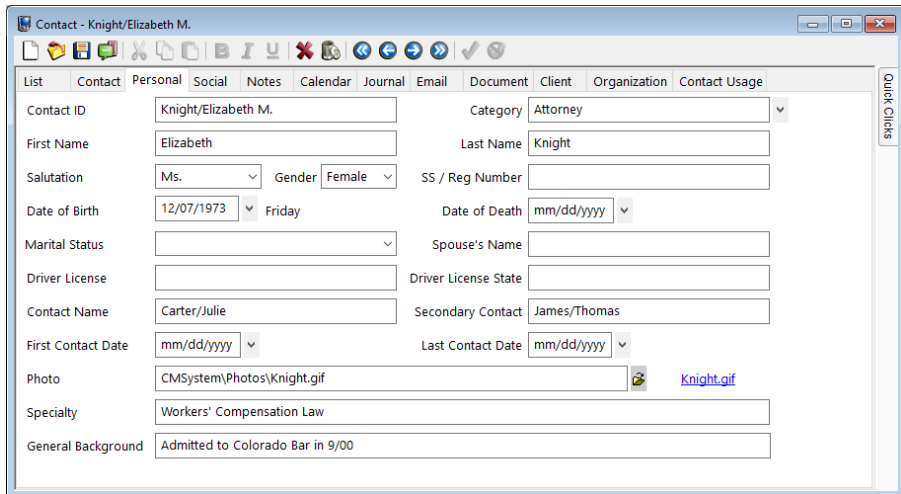 Contact - Knight/Elizabeth M.
B I U
List Contact Personal Social Notes Calendar Journal Email Document Client Organization Contact Usage
Quick Clicks
Contact ID Knight/Elizabeth M. Category Attorney
First Name Elizabeth Last Name Knight
Salutation Ms. Gender Female SS / Reg Number
Date of Birth 12/07/1973 Friday Date of Death mm/dd/yyyy
Marital Status Spouse's Name
Driver License Driver License State
Contact Name Carter/Julie Secondary Contact James/Thomas
First Contact Date mm/dd/yyyy Last Contact Date mm/dd/yyyy
Photo CMSystem\Photos\Knight.gif Knight.gif
Specialty Workers' Compensation Law
General Background Admitted to Colorado Bar in 9/00